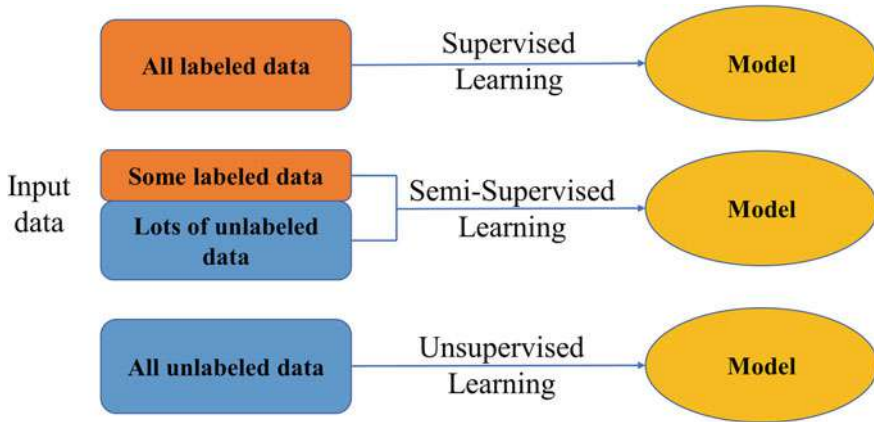 All labeled data
Supervised
Learning
Model
Input
data
Some labeled data
Lots of unlabeled
data
Semi-Supervised
Learning
Model
All unlabeled data
Unsupervised
Learning
Model